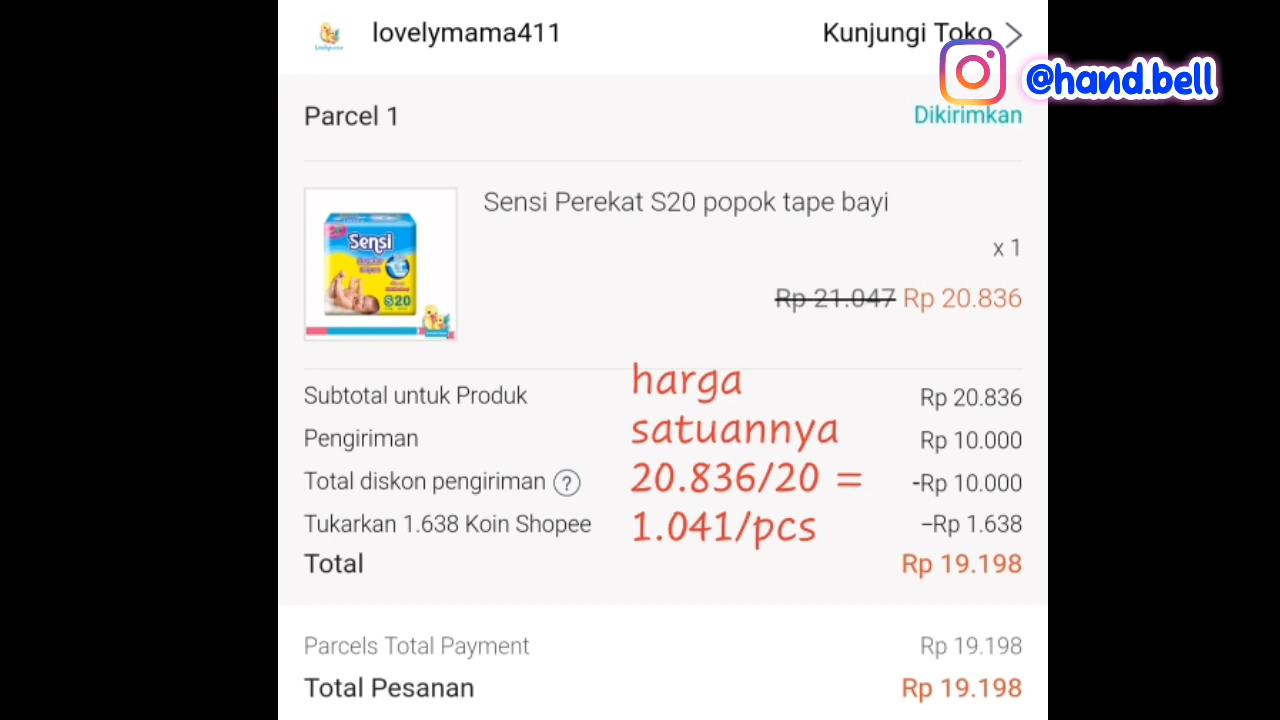 lovelymama411
Kunjungi Toko
@hand.bell
Parcel 1
Dikirimkan
Sensi Perekat S20 popok tape bayi
x 1
Rp 21.047 Rp 20.836
Sensi
S20
Subtotal untuk Produk Rp 20.836
Pengiriman Rp 10.000
Total diskon pengiriman ? -Rp 10.000
Tukarkan 1.638 Koin Shopee −Rp 1.638
Total Rp 19.198
harga
satuannya
20.836/20 =
1.041/pcs
Parcels Total Payment Rp 19.198
Total Pesanan Rp 19.198